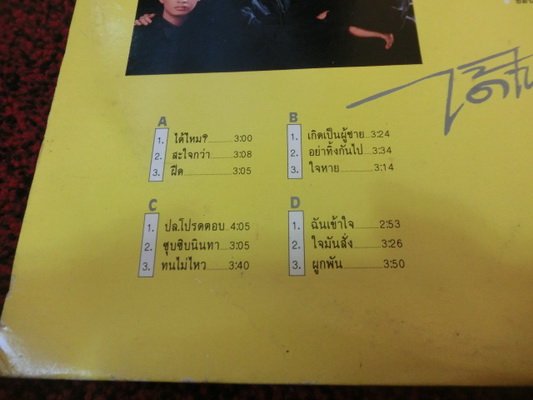 ได้ไหม
A
1. ได้ไหม? 3:00
2. สะใจกว่า 3:08
3. ฝืด 3:05
B
1. เกิดเป็นผู้ชาย 3:24
2. อย่าทิ้งกันไป 3:34
3. ใจหาย 3:14
C
1. ปล.โปรดตอบ 4:05
2. ซุบซิบนินทา 3:05
3. ทนไม่ไหว 3:40
D
1. ฉันเข้าใจ 2:53
2. ใจมันสั่ง 3:26
3. ผูกพัน 3:50